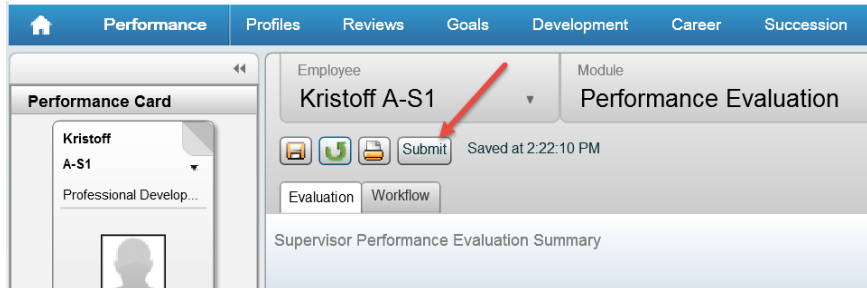 Performance Profiles Reviews Goals Development Career Succession
Performance Card
Kristoff
A-S1
Professional Develop...
Employee
Kristoff A-S1
Module
Performance Evaluation
Submit Saved at 2:22:10 PM
Evaluation Workflow
Supervisor Performance Evaluation Summary